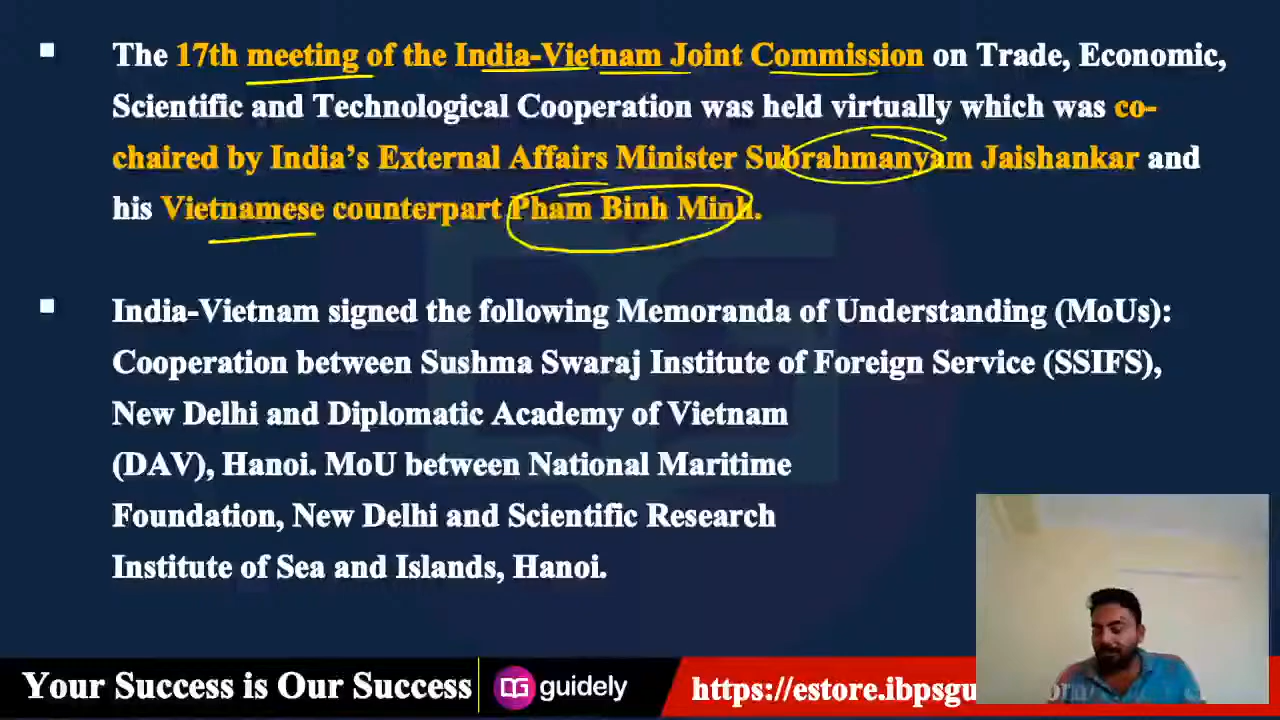 The 17th meeting of the India-Vietnam Joint Commission on Trade, Economic,
Scientific and Technological Cooperation was held virtually which was co-
chaired by India's External Affairs Minister Subrahmanyam Jaishankar and
his Vietnamese counterpart Pham Binh Minh.
India-Vietnam signed the following Memoranda of Understanding (MoUs):
Cooperation between Sushma Swaraj Institute of Foreign Service (SSIFS),
New Delhi and Diplomatic Academy of Vietnam
(DAV), Hanoi. MoU between National Maritime
Foundation, New Delhi and Scientific Research
Institute of Sea and Islands, Hanoi.
Your Success is Our Success
guidely
https://estore.ibpsgu